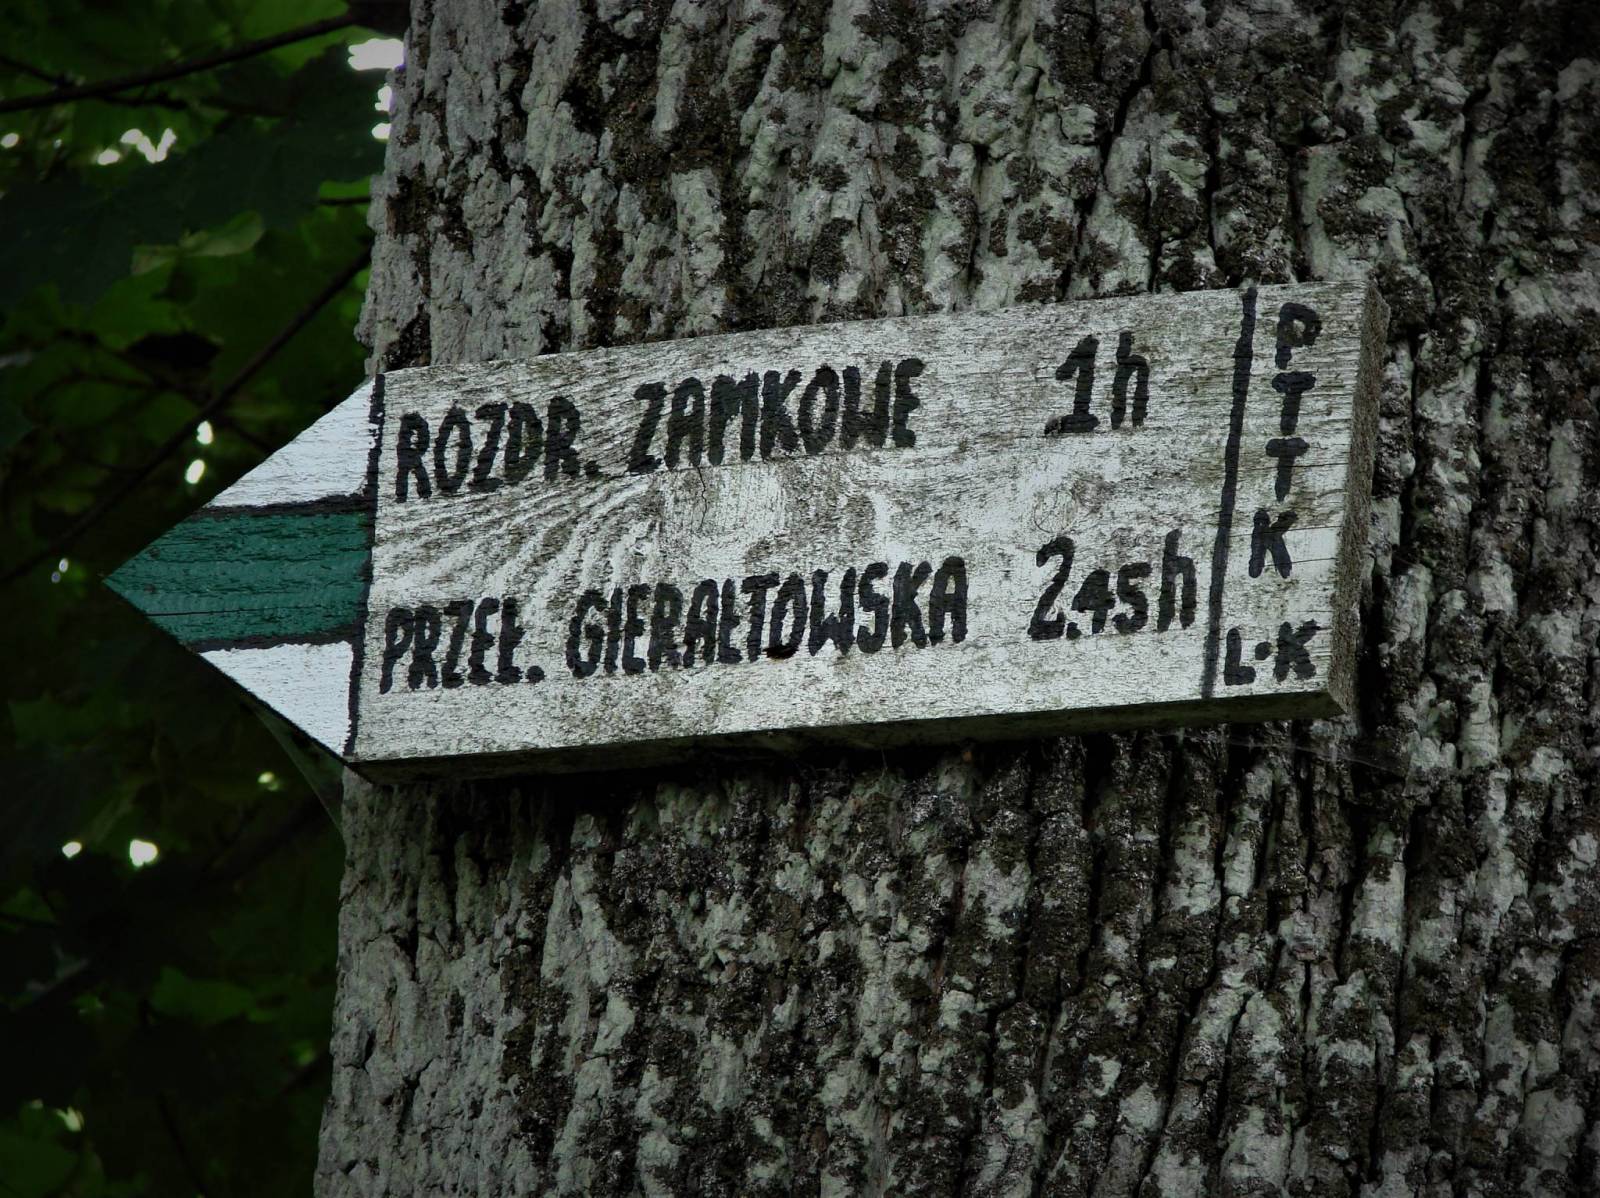 ROZDR. ZAMKOWE 1h
PRZEŁ. GIERAŁTOWSKA 2.45h
PTTK
L·K